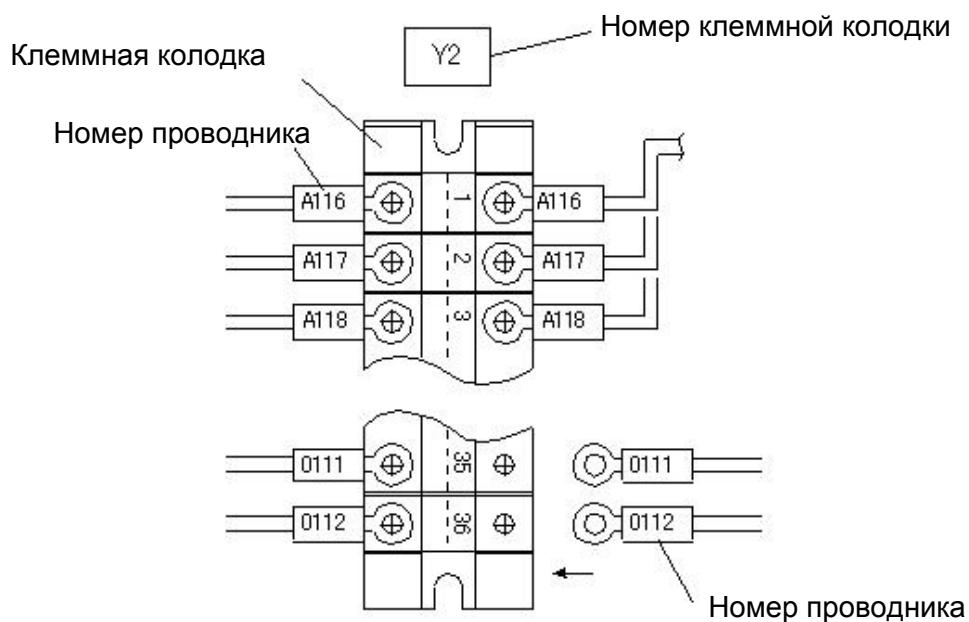 Номер клеммной колодки
Y2
Клеммная колодка
Номер проводника
A116 1 A116
A117 2 A117
A118 3 A118
0111 35 0111
0112 36 0112
Номер проводника